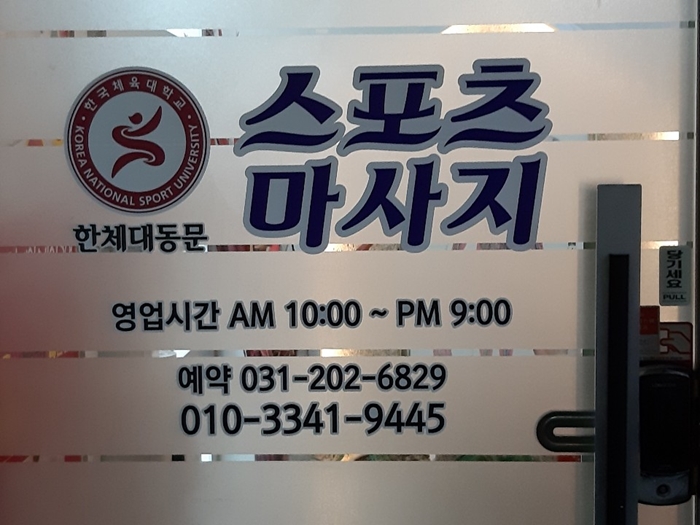 한국체육대학교
KOREA NATIONAL SPORT UNIVERSITY
한체대동문
스포츠
마사지
영업시간 AM 10:00 ~ PM 9:00
예약 031-202-6829
010-3341-9445
당기세요
PULL